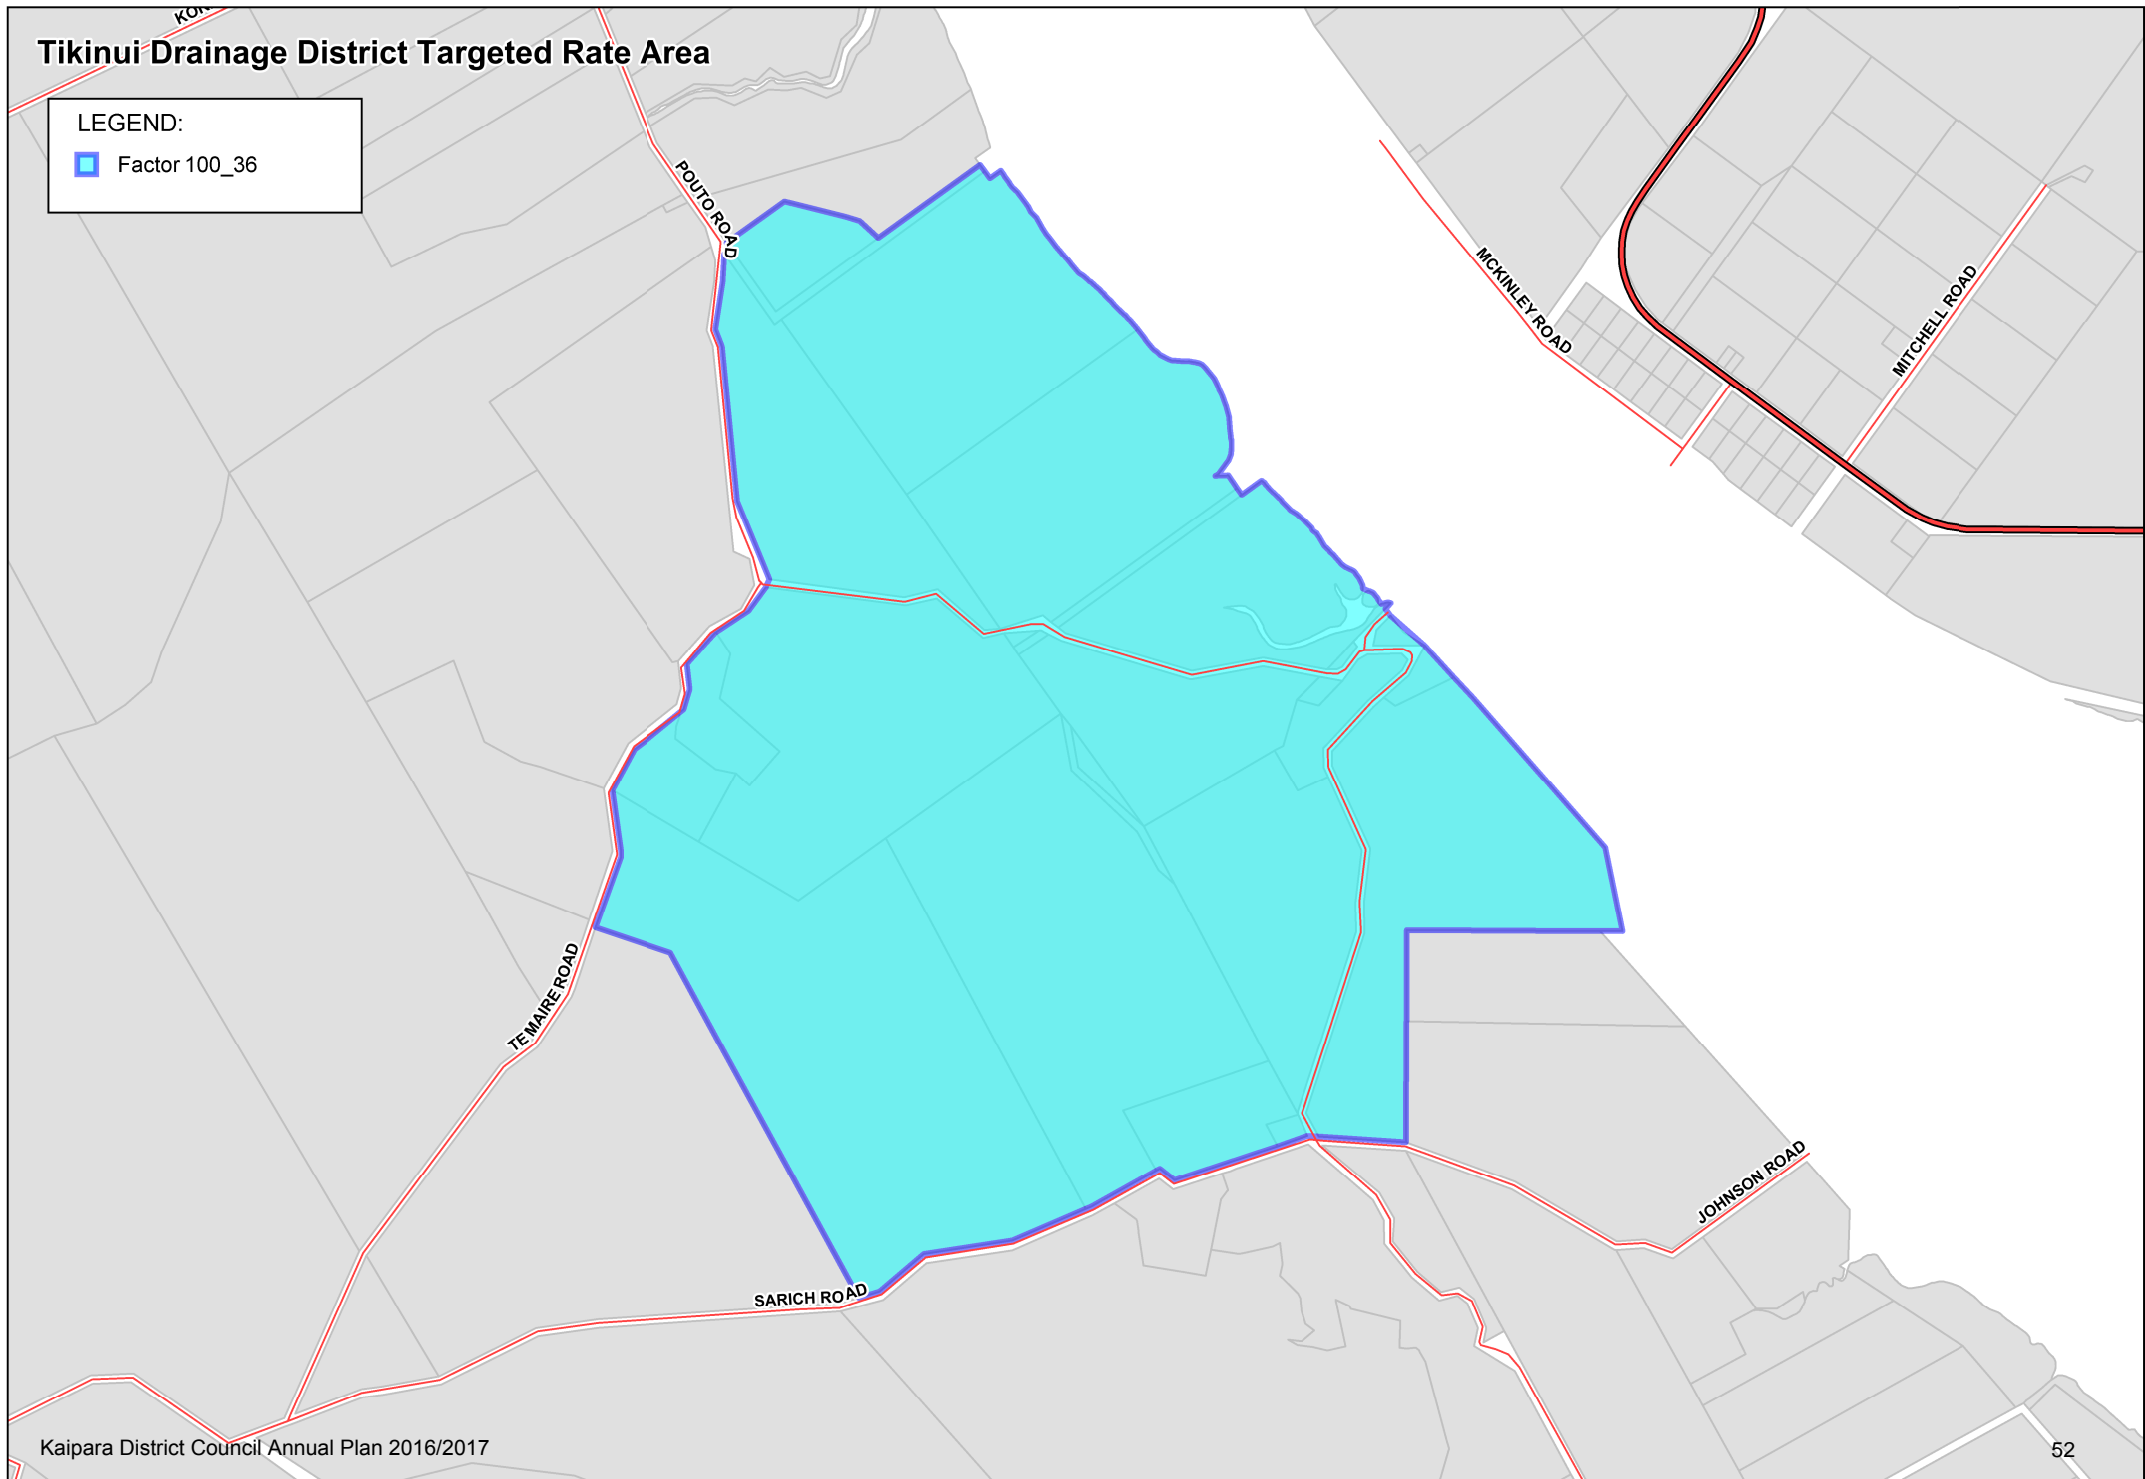 Tikinui Drainage District Targeted Rate Area
LEGEND:
Factor 100_36
POUTO ROAD
MCKINLEY ROAD
MITCHELL ROAD
TE MAIRE ROAD
JOHNSON ROAD
SARICH ROAD
Kaipara District Council Annual Plan 2016/2017
52